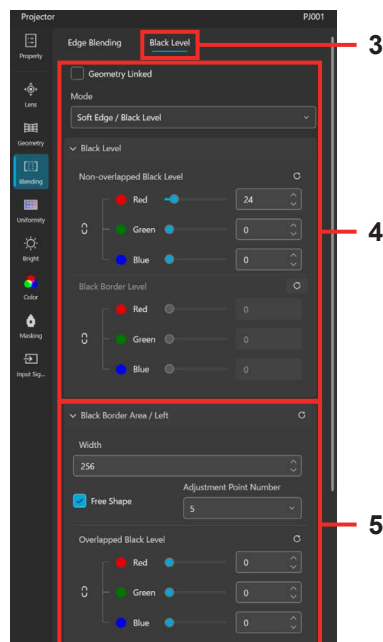 Projector PJ001
Property
Lens
Geometry
Blending
Uniformity
Bright
Color
Masking
Input Sig...
Edge Blending Black Level
3
Geometry Linked
Mode
Soft Edge / Black Level
Black Level
Non-overlapped Black Level
Red 24
Green 0
Blue 0
4
Black Border Level
Red 0
Green 0
Blue 0
Black Border Area / Left
Width
256
Adjustment Point Number
Free Shape 5
5
Overlapped Black Level
Red 0
Green 0
Blue 0